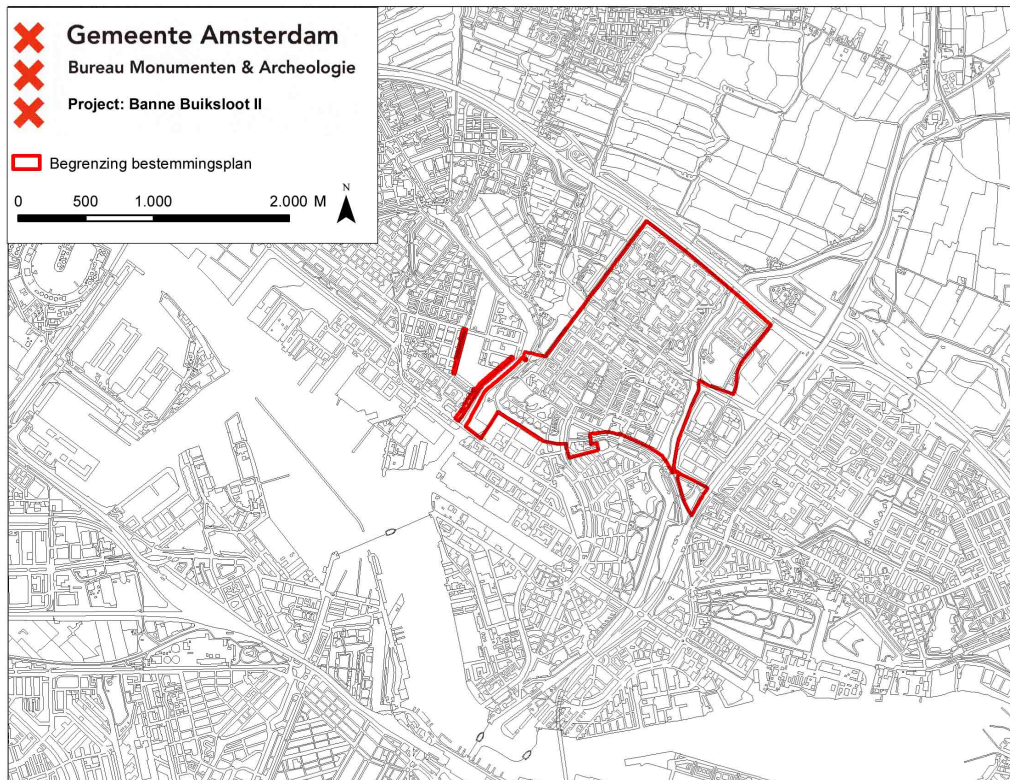 Gemeente Amsterdam
Bureau Monumenten & Archeologie
Project: Banne Buiksloot II
Begrenzing bestemmingsplan
0 500 1.000 2.000 M
N